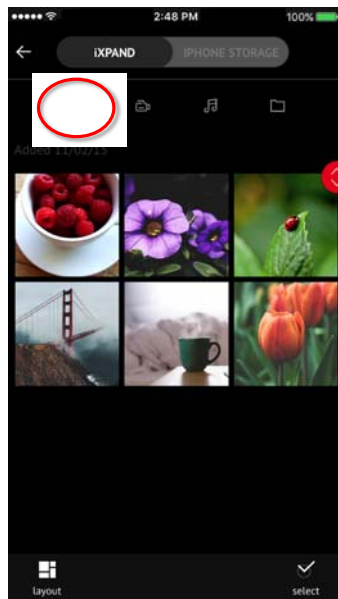 2:48 PM
100%
iXPAND
IPHONE STORAGE
Added 11/02/15
layout
select